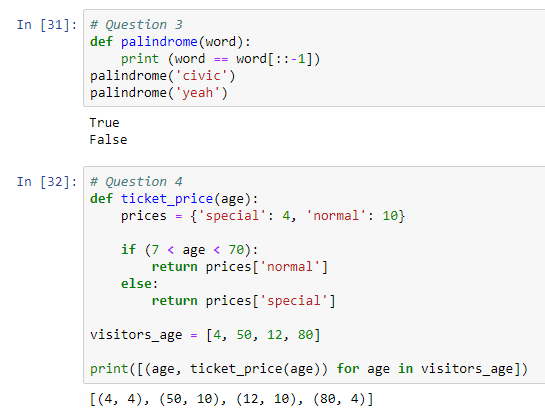 In [31]: # Question 3
def palindrome(word):
    print (word == word[::-1])
palindrome('civic')
palindrome('yeah')
True
False
In [32]: # Question 4
def ticket_price(age):
    prices = {'special': 4, 'normal': 10}
    if (7 < age < 70):
        return prices['normal']
    else:
        return prices['special']
visitors_age = [4, 50, 12, 80]
print([(age, ticket_price(age)) for age in visitors_age])
[(4, 4), (50, 10), (12, 10), (80, 4)]